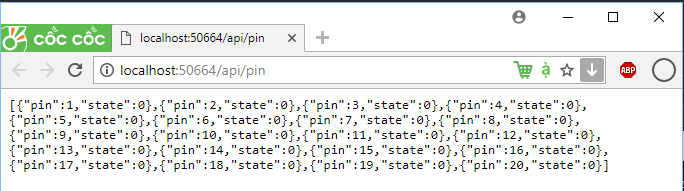 cốc cốc
localhost:50664/api/pin
localhost:50664/api/pin
à
ABP
[{"pin":1,"state":0},{"pin":2,"state":0},{"pin":3,"state":0},{"pin":4,"state":0},
{"pin":5,"state":0},{"pin":6,"state":0},{"pin":7,"state":0},{"pin":8,"state":0},
{"pin":9,"state":0},{"pin":10,"state":0},{"pin":11,"state":0},{"pin":12,"state":0},
{"pin":13,"state":0},{"pin":14,"state":0},{"pin":15,"state":0},{"pin":16,"state":0},
{"pin":17,"state":0},{"pin":18,"state":0},{"pin":19,"state":0},{"pin":20,"state":0}]